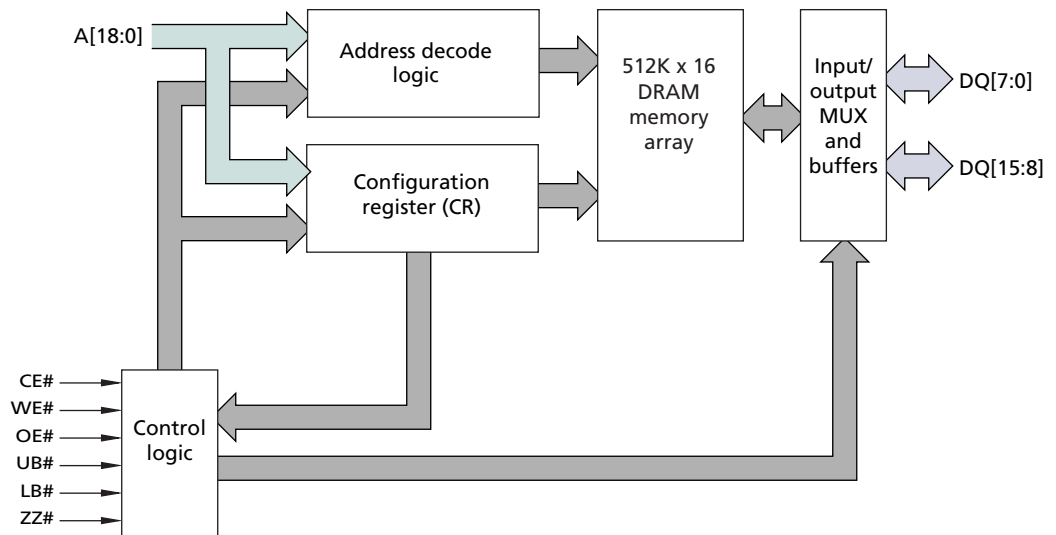 A[18:0]
Address decode
logic
512K x 16
DRAM
memory
array
Input/
output
MUX
and
buffers
DQ[7:0]
DQ[15:8]
Configuration
register (CR)
CE#
WE#
OE#
UB#
LB#
ZZ#
Control
logic